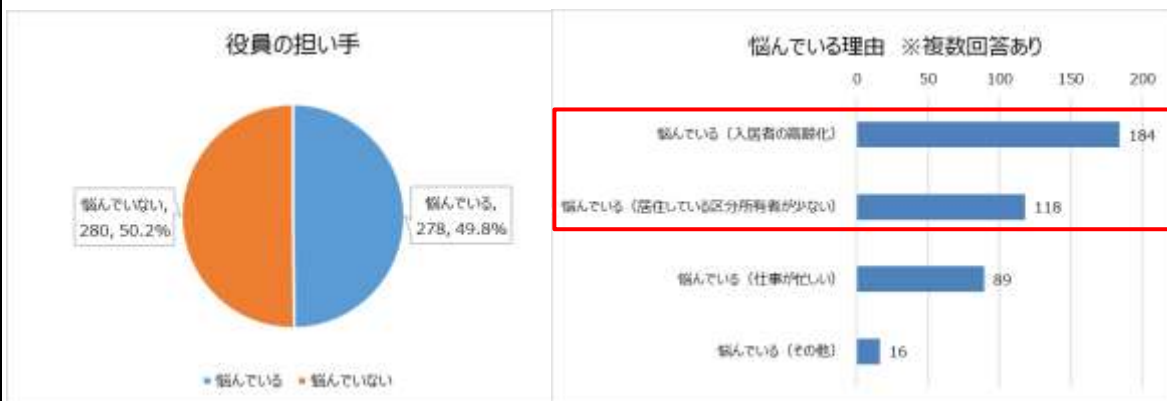 役員の担い手
悩んでいない,
280, 50.2%
悩んでいる,
278, 49.8%
悩んでいる
悩んでいない
悩んでいる理由 ※複数回答あり
0 50 100 150 200
悩んでいる（入居者の高齢化）
184
悩んでいる（居住している区分所有者が少ない）
118
悩んでいる（仕事が忙しい）
89
悩んでいる（その他）
16